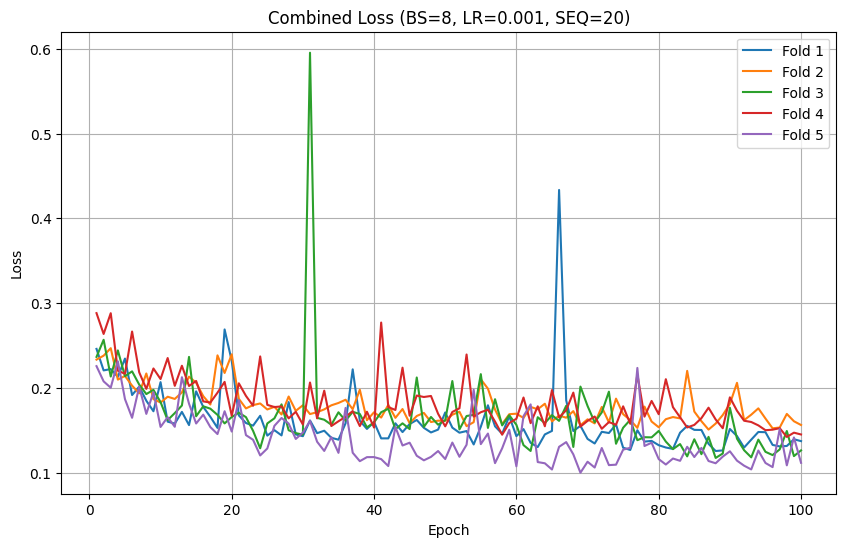 Combined Loss (BS=8, LR=0.001, SEQ=20)
Fold 1
Fold 2
Fold 3
Fold 4
Fold 5
Loss
0.6
0.5
0.4
0.3
0.2
0.1
0 20 40 60 80 100
Epoch